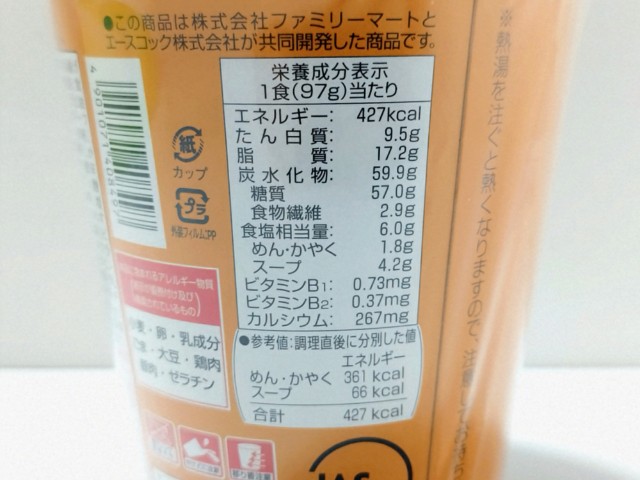 ●この商品は株式会社ファミリーマートと
エースコック株式会社が共同開発した商品です。
栄養成分表示
1食(97g)当たり
エネルギー: 427kcal
たん白質: 9.5g
脂質: 17.2g
炭水化物: 59.9g
糖質 57.0g
食物繊維 2.9g
食塩相当量: 6.0g
めん・かやく 1.8g
スープ 4.2g
ビタミンB1: 0.73mg
ビタミンB2: 0.37mg
カルシウム: 267mg
●参考値:調理直後に分別した値
エネルギー
めん・かやく 361 kcal
スープ 66 kcal
合計 427 kcal
紙
カップ
プラ
外装フィルム:PP
アレルギー物質
卵・乳成分
大豆・鶏肉
ゼラチン
JAS
※熱湯を注ぐと熱くなりますので、